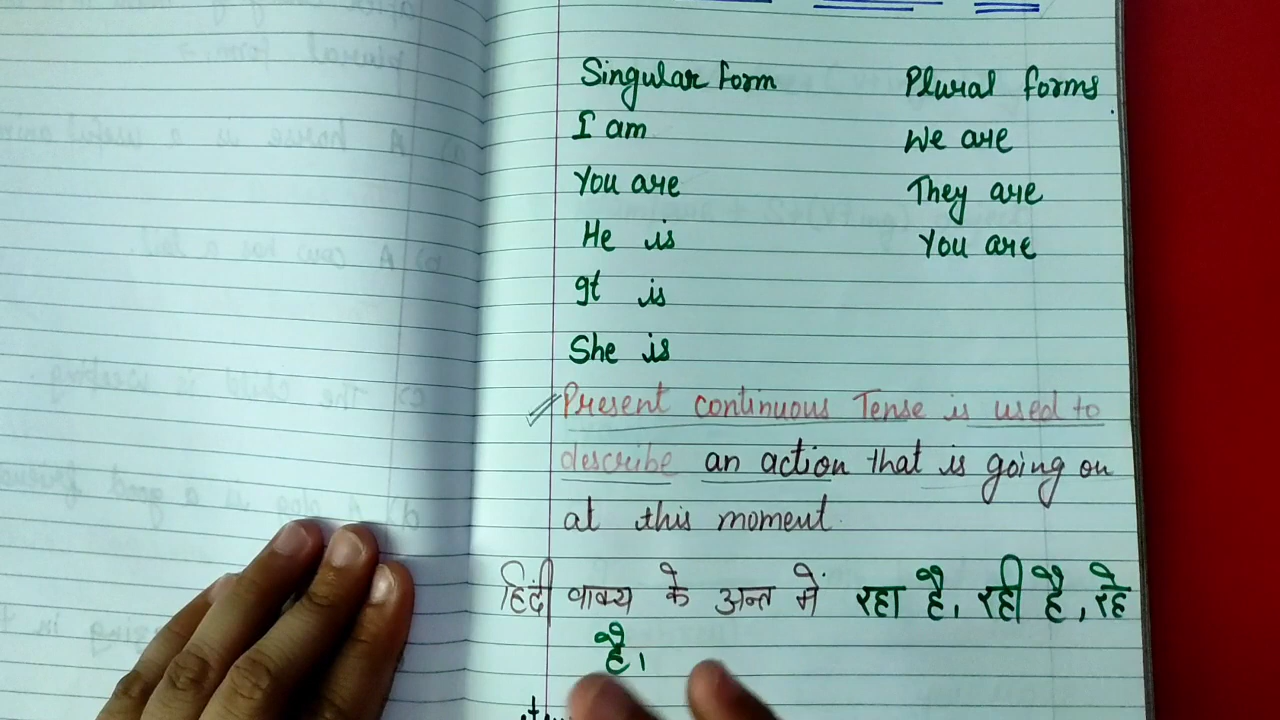 Singular Form Plural forms
I am We are
You are They are
He is You are
It is
She is
Present continuous Tense is used to
describe an action that is going on
at this moment
हिंदी वाक्य के अन्त में रहा है, रही है, रहे
है।